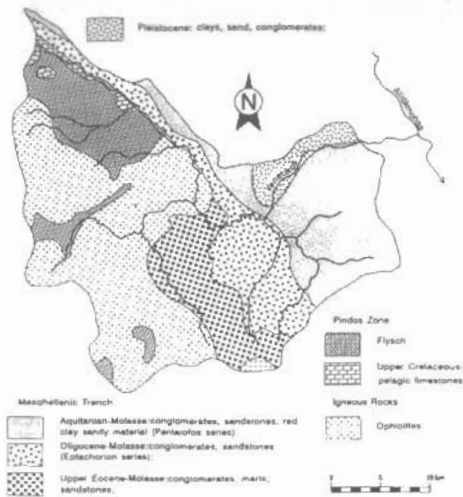 Pleistocene: clays, sand, conglomerates;
N
Pindos Zone
Flysch
Upper Cretaceous-
pelagic limestones
Mesohellenic Trench
Igneous Rocks
Aquitanian-Molasse:conglomerates, sandstones, red
clay sandy material (Pentalofos series)
Ophiolites
Oligocene-Molasse:conglomerates, sandstones
(Eptachorion series);
Upper Eocene-Molasse:conglomerates, marls,
sandstones,
0 5 10 km